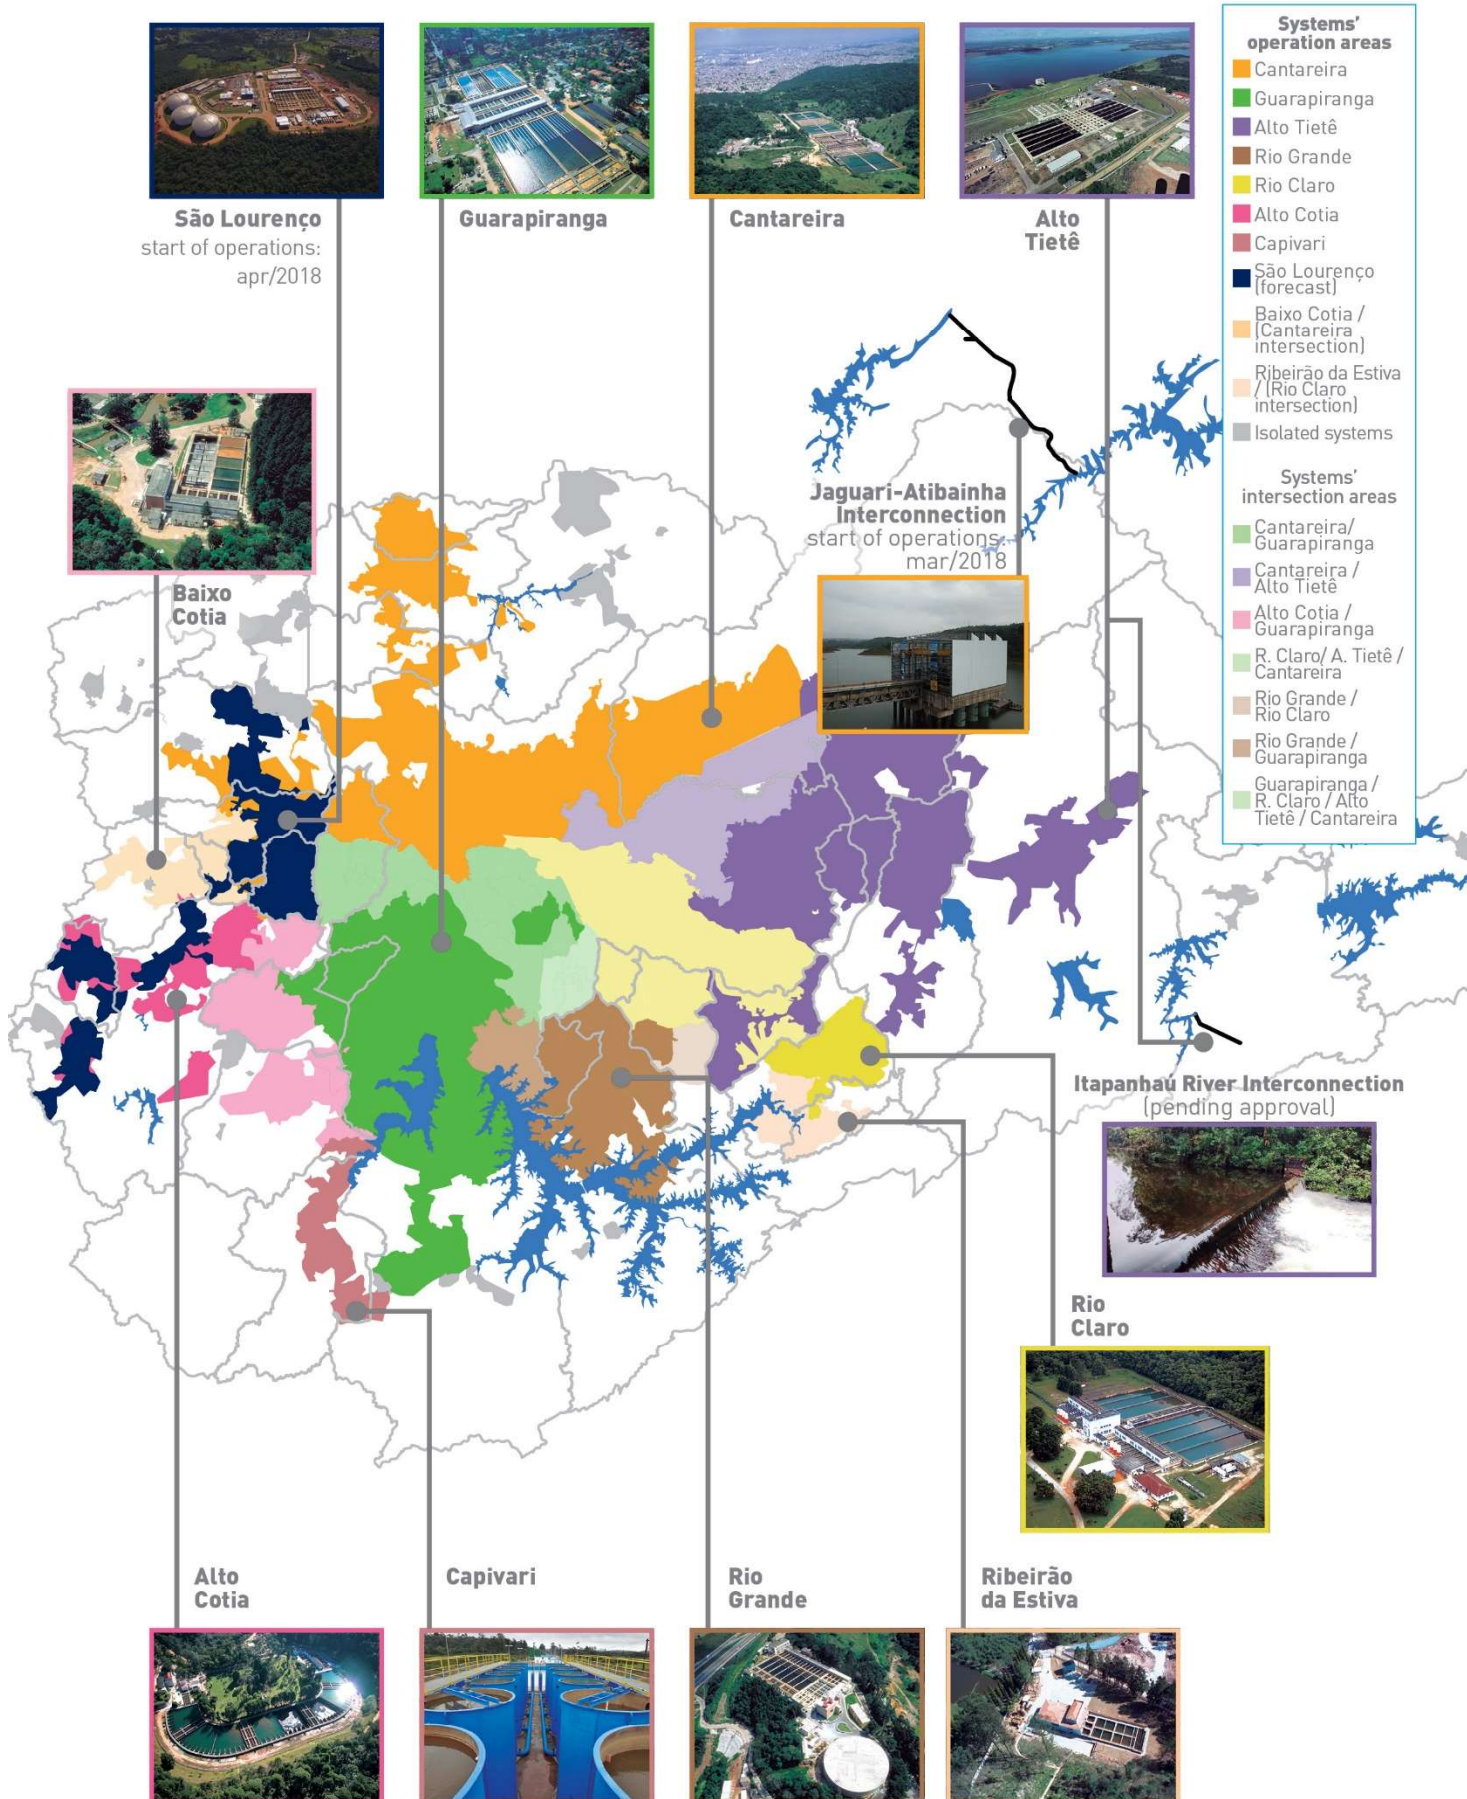 São Lourenço
start of operations:
apr/2018
Guarapiranga
Cantareira
Alto
Tietê
Systems'
operation areas
Cantareira
Guarapiranga
Alto Tietê
Rio Grande
Rio Claro
Alto Cotia
Capivari
São Lourenço
(forecast)
Baixo Cotia /
(Cantareira
intersection)
Ribeirão da Estiva
/ (Rio Claro
intersection)
Isolated systems
Systems'
intersection areas
Cantareira/
Guarapiranga
Cantareira /
Alto Tietê
Alto Cotia /
Guarapiranga
R. Claro/ A. Tietê /
Cantareira
Rio Grande /
Rio Claro
Rio Grande /
Guarapiranga
Guarapiranga /
R. Claro / Alto
Tietê / Cantareira
Jaguari-Atibainha
Interconnection
start of operations:
mar/2018
Baixo
Cotia
Itapanhau River Interconnection
(pending approval)
Rio
Claro
Alto
Cotia
Capivari
Rio
Grande
Ribeirão
da Estiva